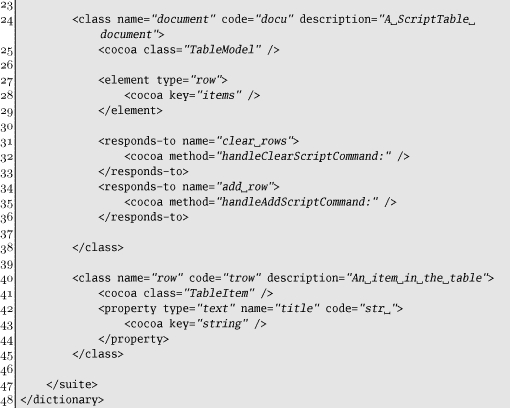 23
24 <class name="document" code="docu" description="A␣ScriptTable␣
document">
25 <cocoa class="TableModel" />
26
27 <element type="row">
28 <cocoa key="items" />
29 </element>
30
31 <responds-to name="clear␣rows">
32 <cocoa method="handleClearScriptCommand:" />
33 </responds-to>
34 <responds-to name="add␣row">
35 <cocoa method="handleAddScriptCommand:" />
36 </responds-to>
37
38 </class>
39
40 <class name="row" code="trow" description="An␣item␣in␣the␣table">
41 <cocoa class="TableItem" />
42 <property type="text" name="title" code="str␣">
43 <cocoa key="string" />
44 </property>
45 </class>
46
47 </suite>
48 </dictionary>